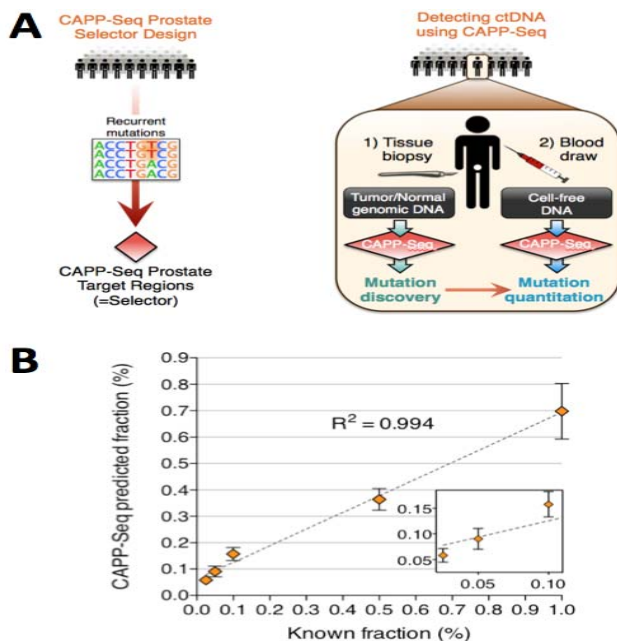 A
CAPP-Seq Prostate
Selector Design
Recurrent
mutations
ACCTGTCG
ACCTGTCG
ACCTGACG
ACCTGACG
CAPP-Seq Prostate
Target Regions
(=Selector)
Detecting ctDNA
using CAPP-Seq
1) Tissue
biopsy
2) Blood
draw
Tumor/Normal
genomic DNA
Cell-free
DNA
CAPP-Seq
CAPP-Seq
Mutation
discovery
Mutation
quantitation
B
CAPP-Seq predicted fraction (%)
0.9
0.8
0.7
0.6
0.5
0.4
0.3
0.2
0.1
0.0
R² = 0.994
0.15
0.10
0.05
0.05 0.10
0.0 0.1 0.2 0.3 0.4 0.5 0.6 0.7 0.8 0.9 1.0
Known fraction (%)